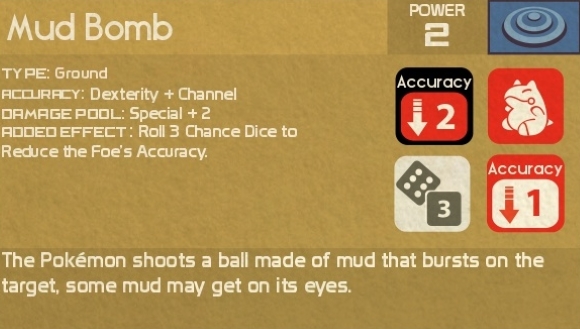 Mud Bomb
POWER
2
TYPE: Ground
ACCURACY: Dexterity + Channel
DAMAGE POOL: Special + 2
ADDED EFFECT: Roll 3 Chance Dice to
Reduce the Foe's Accuracy.
Accuracy
2
3
Accuracy
1
The Pokémon shoots a ball made of mud that bursts on the
target, some mud may get on its eyes.